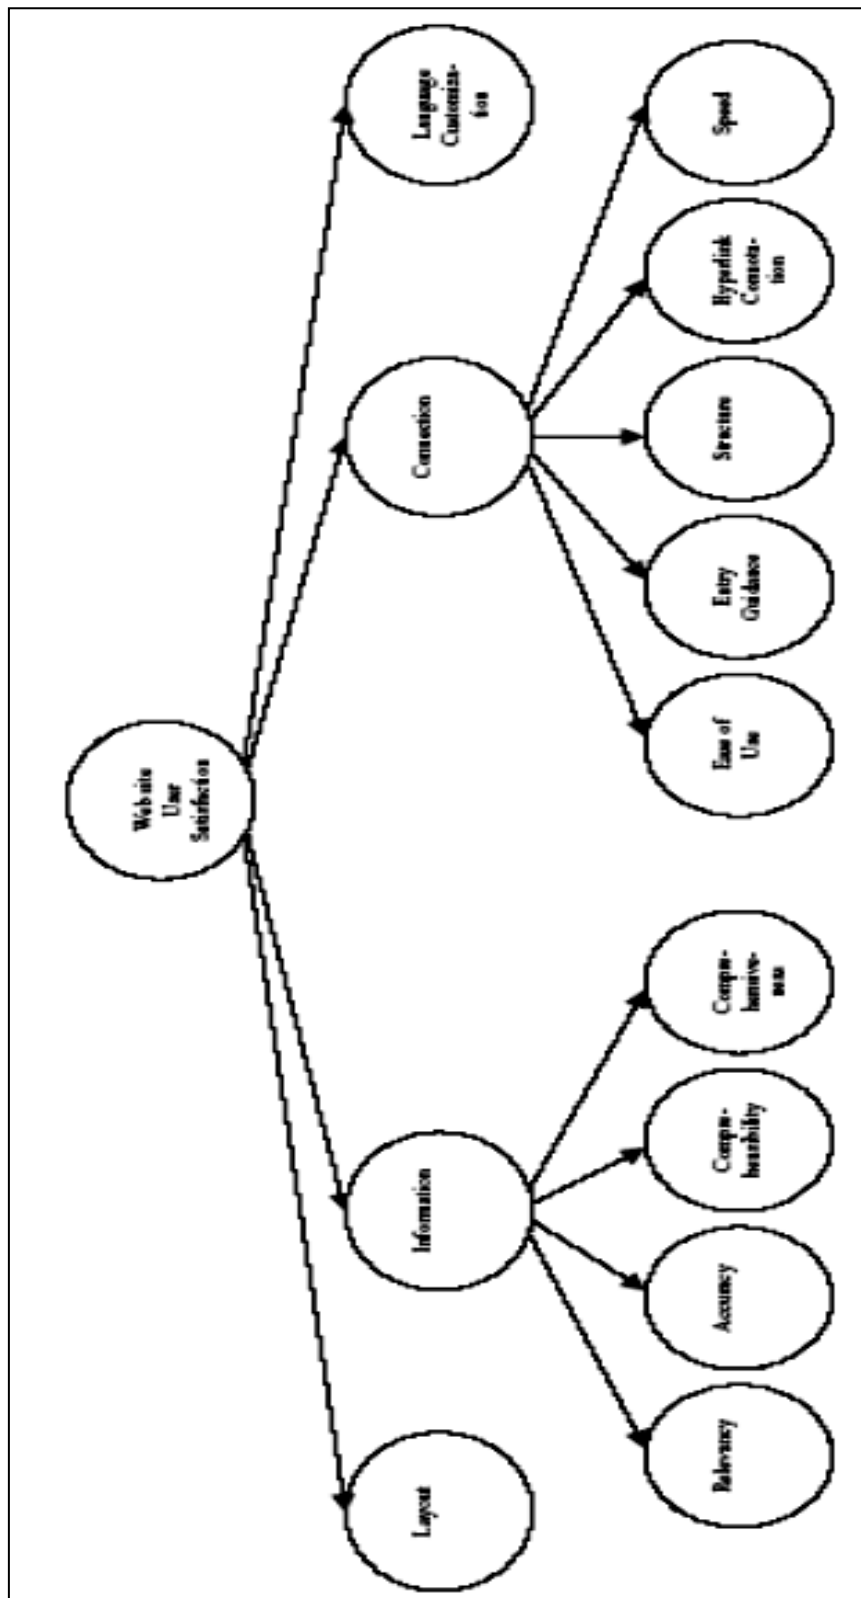 Website
User
Satisfaction
Layout
Information
Connection
Language
Customiza-
tion
Relevancy
Accuracy
Compre-
hensibility
Compre-
hensive-
ness
Ease of
Use
Entry
Guidance
Structure
Hyperlink
Connota-
tion
Speed